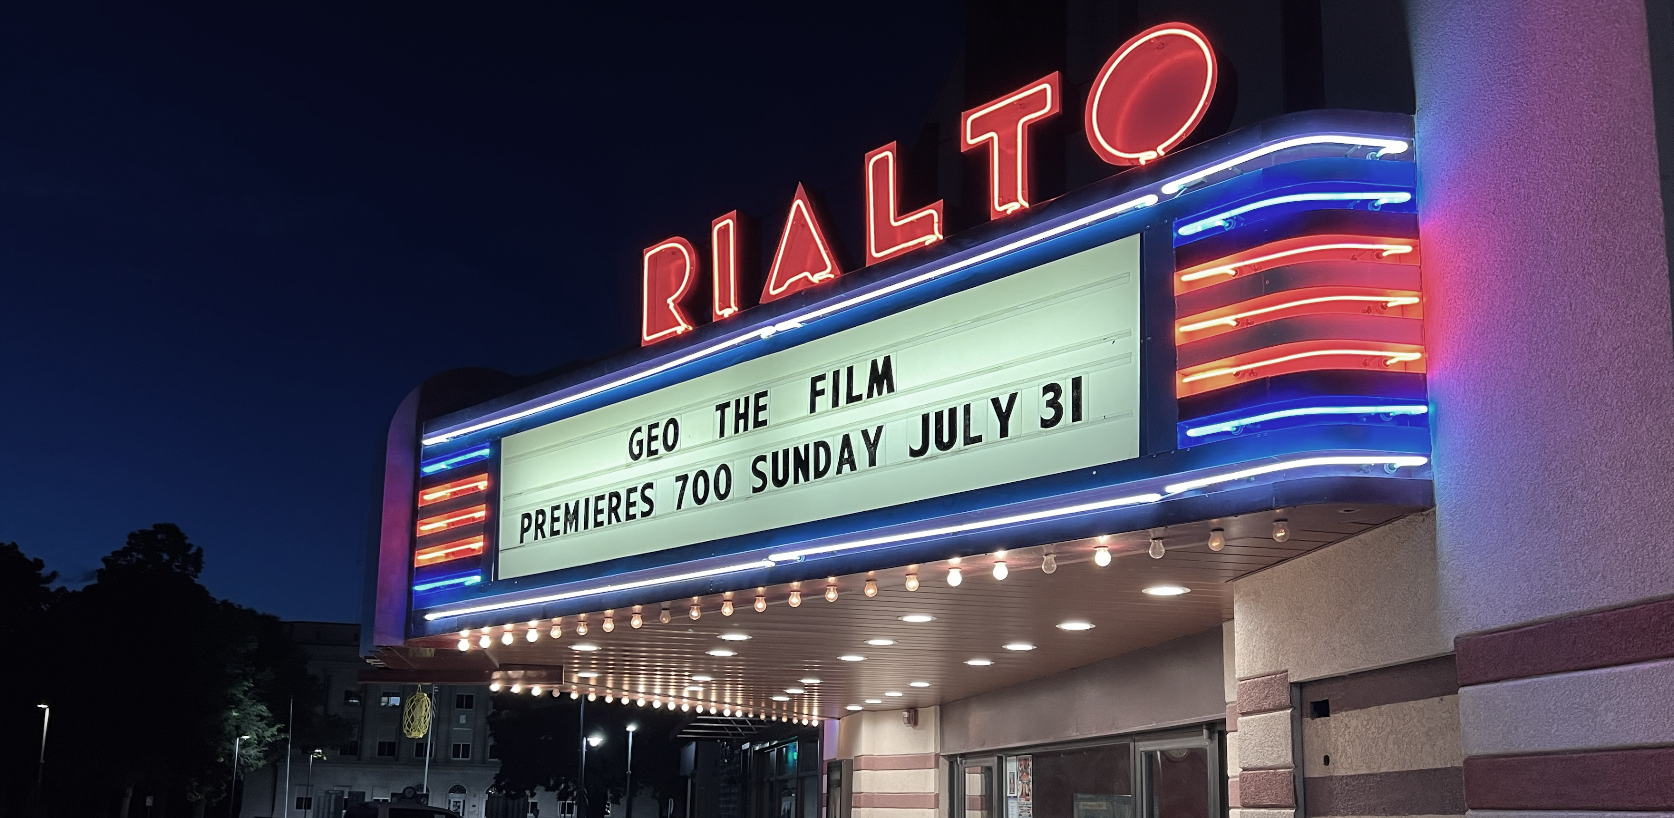 RIALTO
GEO THE FILM
PREMIERES 700 SUNDAY JULY 31